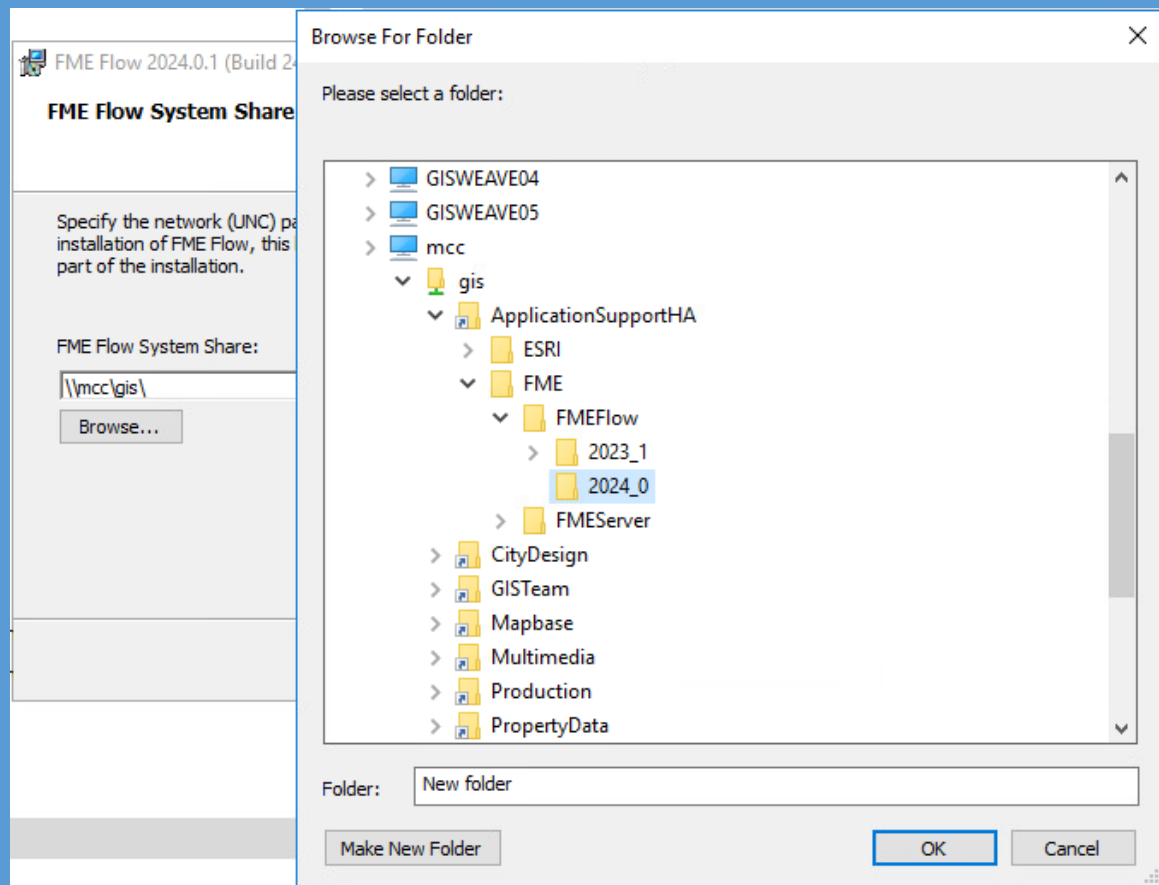 FME Flow 2024.0.1 (Build 24
FME Flow System Share
Specify the network (UNC) pa
installation of FME Flow, this
part of the installation.
FME Flow System Share:
\\mcc\gis\
Browse...
Browse For Folder
Please select a folder:
GISWEAVE04
GISWEAVE05
mcc
gis
ApplicationSupportHA
ESRI
FME
FMEFlow
2023_1
2024_0
FMEServer
CityDesign
GISTeam
Mapbase
Multimedia
Production
PropertyData
Folder: New folder
Make New Folder OK Cancel